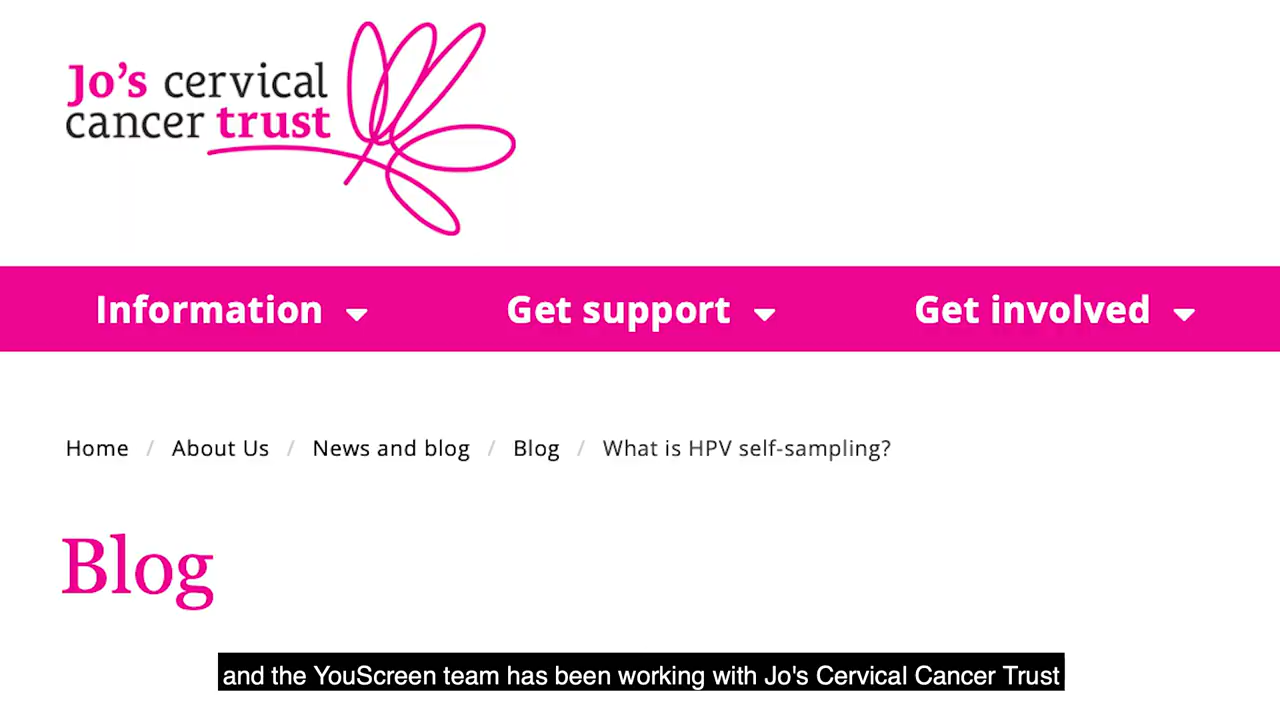 Jo's cervical
cancer trust
Information
Get support
Get involved
Home / About Us / News and blog / Blog / What is HPV self-sampling?
Blog
and the YouScreen team has been working with Jo's Cervical Cancer Trust